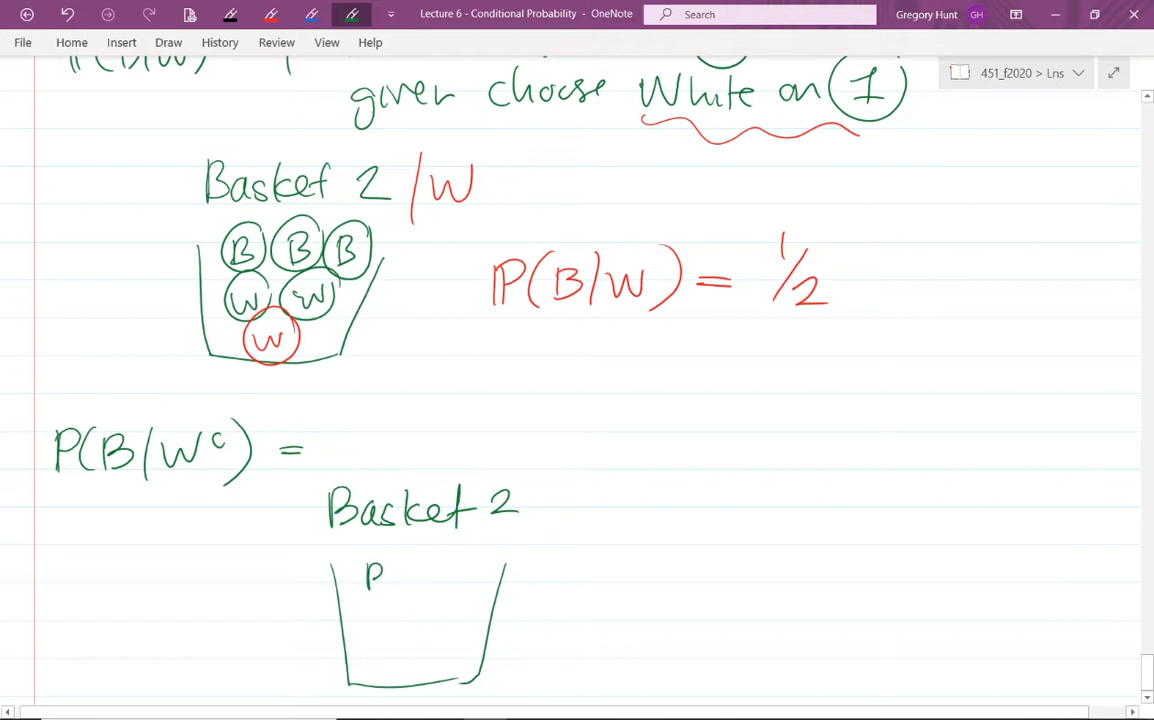 Lecture 6 - Conditional Probability - OneNote
Search
Gregory Hunt
GH
File Home Insert Draw History Review View Help
451_f2020 > Lns
P(B/W)
given choose White on 1
Basket 2 /W
B B B
W W
W
P(B/W) = 1/2
P(B/Wᶜ) =
Basket 2
P